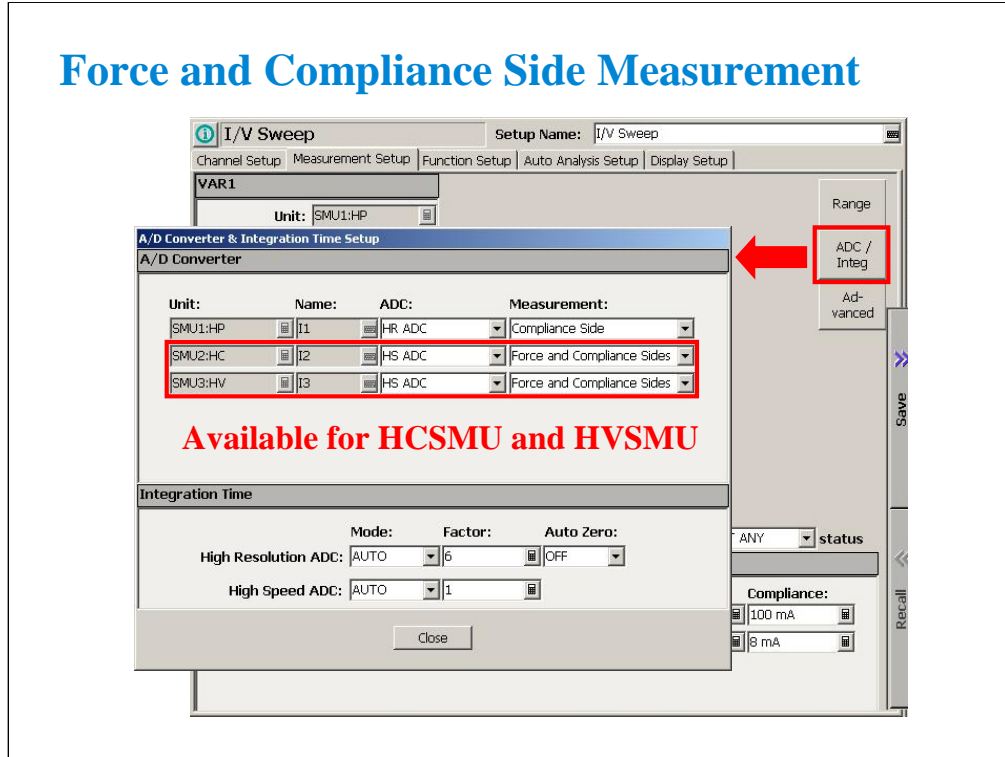 Force and Compliance Side Measurement
I/V Sweep Setup Name: I/V Sweep
Channel Setup Measurement Setup Function Setup Auto Analysis Setup Display Setup
VAR1
Unit: SMU1:HP
Range
ADC /
Integ
Ad-
vanced
A/D Converter & Integration Time Setup
A/D Converter
Unit: Name: ADC: Measurement:
SMU1:HP I1 HR ADC Compliance Side
SMU2:HC I2 HS ADC Force and Compliance Sides
SMU3:HV I3 HS ADC Force and Compliance Sides
Available for HCSMU and HVSMU
Integration Time
Mode: Factor: Auto Zero:
High Resolution ADC: AUTO 6 OFF
High Speed ADC: AUTO 1
Close
ANY status
Compliance:
100 mA
8 mA
Save
Recall